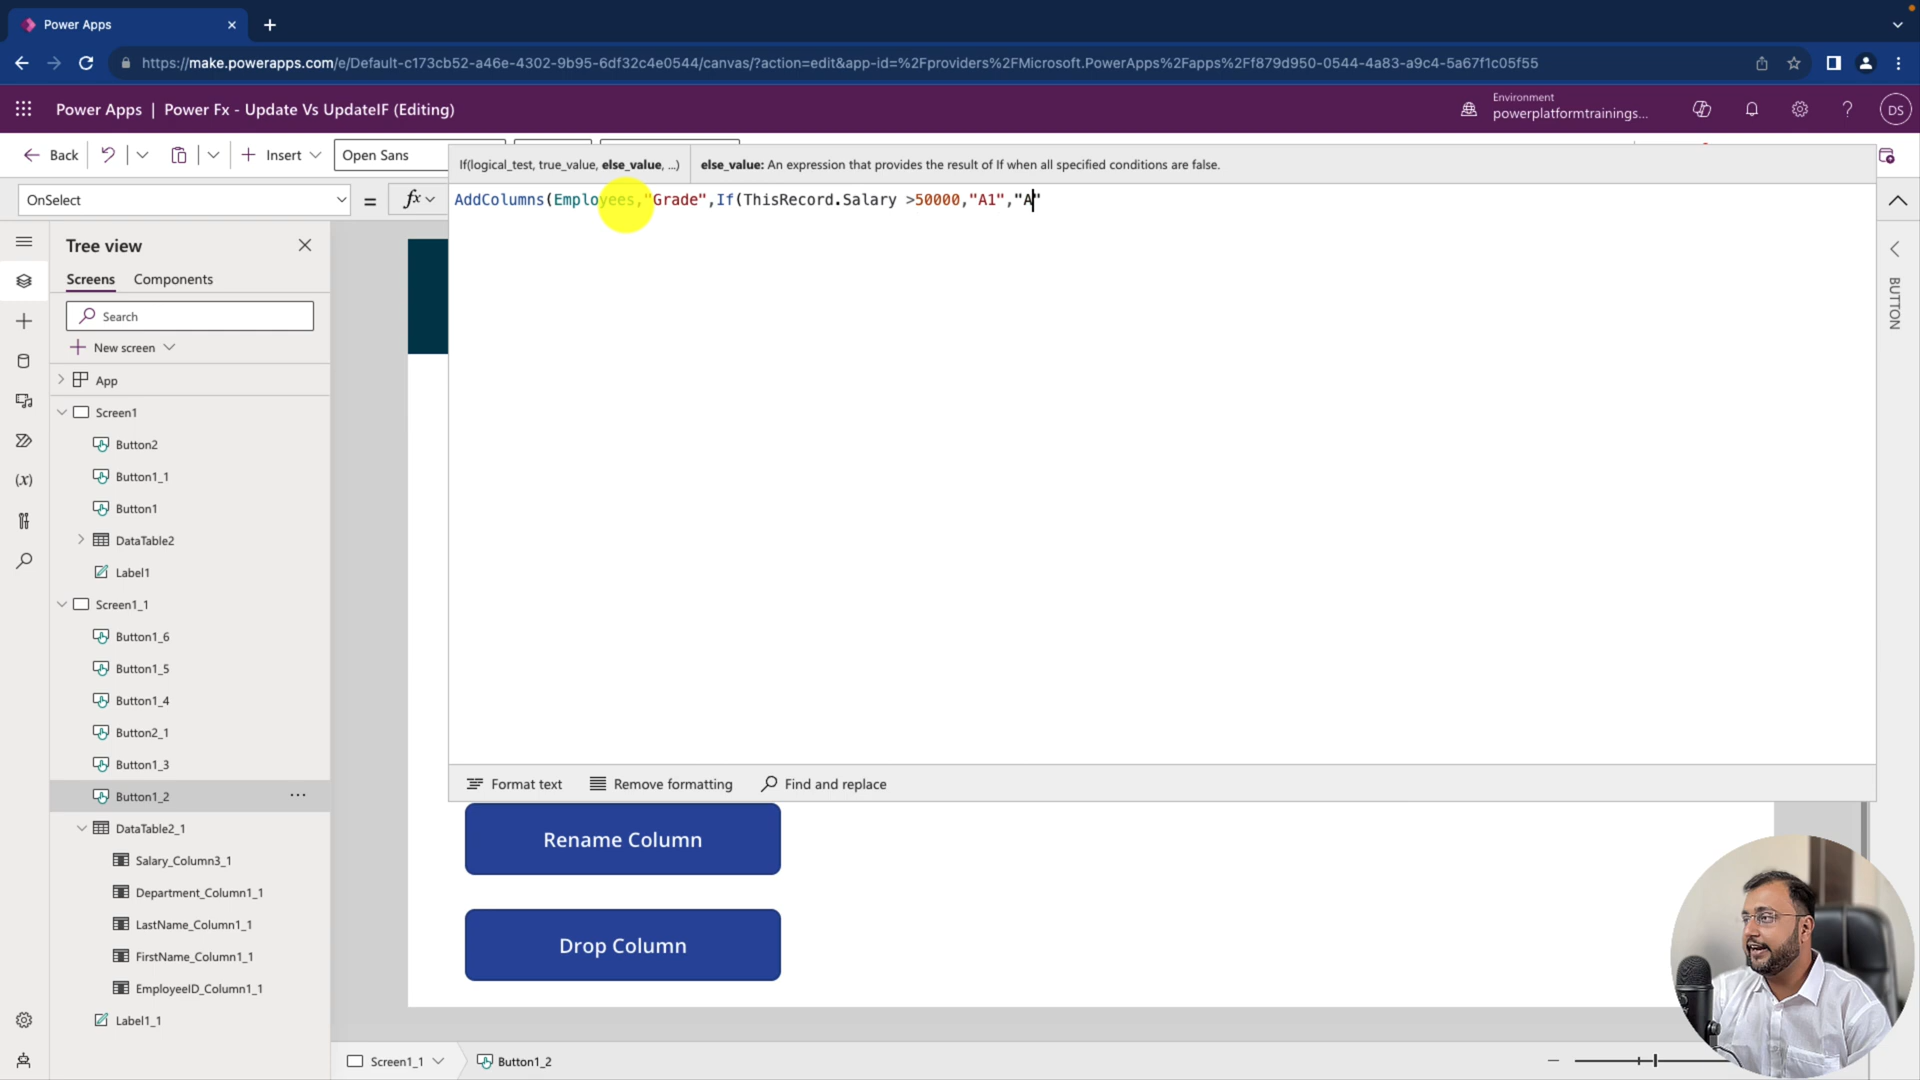 Power Apps
https://make.powerapps.com/e/Default-c173cb52-a46e-4302-9b95-6df32c4e0544/canvas/?action=edit&app-id=%2Fproviders%2FMicrosoft.PowerApps%2Fapps%2Ff879d950-0544-4a83-a9c4-5a67f1c05f55
Power Apps | Power Fx - Update Vs UpdateIF (Editing)
Environment
powerplatformtrainings...
DS
Back
Insert
Open Sans
If(logical_test, true_value, else_value, ...)
else_value: An expression that provides the result of If when all specified conditions are false.
OnSelect
=
fx
AddColumns(Employees,"Grade",If(ThisRecord.Salary >50000,"A1","A"
Tree view
Screens
Components
Search
New screen
App
Screen1
Button2
Button1_1
Button1
DataTable2
Label1
Screen1_1
Button1_6
Button1_5
Button1_4
Button2_1
Button1_3
Button1_2
DataTable2_1
Salary_Column3_1
Department_Column1_1
LastName_Column1_1
FirstName_Column1_1
EmployeeID_Column1_1
Label1_1
BUTTON
Format text
Remove formatting
Find and replace
Rename Column
Drop Column
Screen1_1
Button1_2